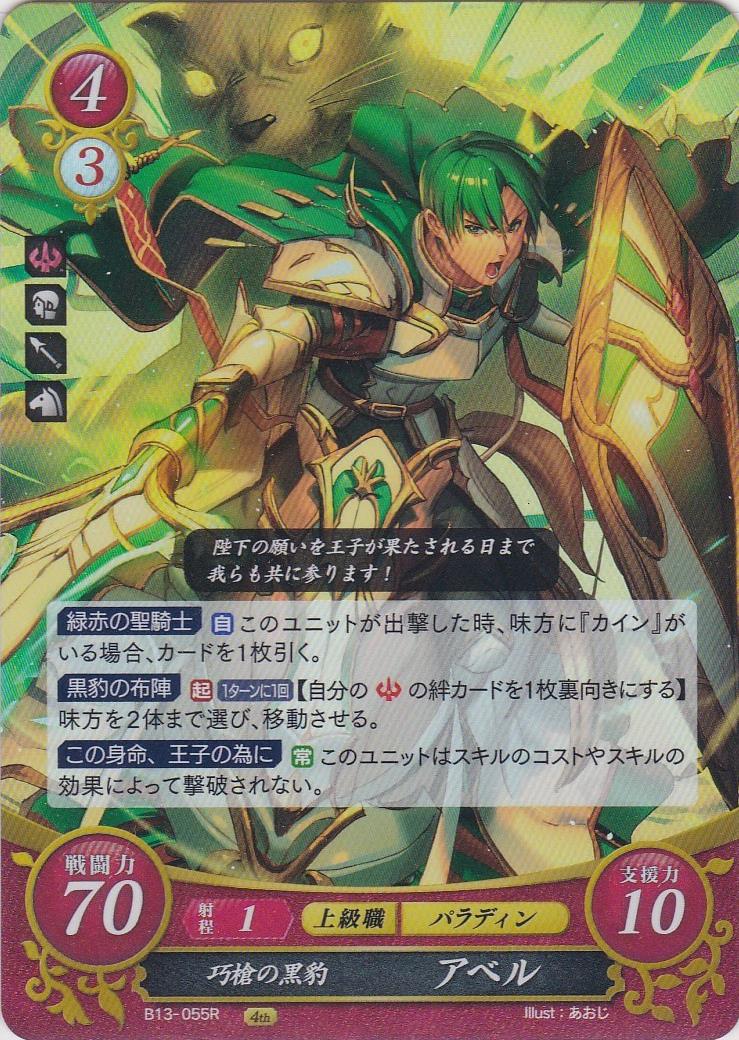 4
3
陛下の願いを王子が果たされる日まで
我らも共に参ります！
緑赤の聖騎士 自 このユニットが出撃した時、味方に『カイン』が
いる場合、カードを1枚引く。
黒豹の布陣 起 1ターンに1回【自分の の絆カードを1枚裏向きにする】
味方を2体まで選び、移動させる。
この身命、王子の為に 常 このユニットはスキルのコストやスキルの
効果によって撃破されない。
戦闘力
70
射程 1
上級職 パラディン
支援力
10
巧槍の黒豹 アベル
B13-055R 4th Illust：あおじ